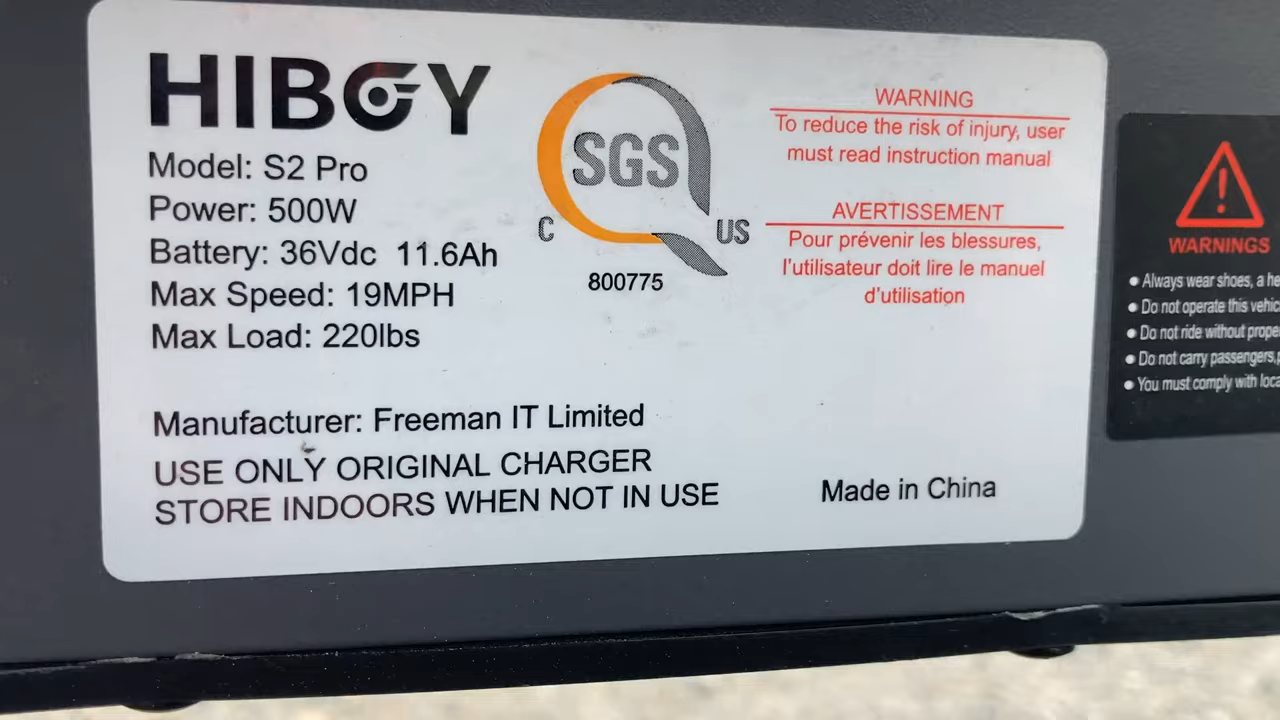 HIBOY
Model: S2 Pro
Power: 500W
Battery: 36Vdc 11.6Ah
Max Speed: 19MPH
Max Load: 220lbs
Manufacturer: Freeman IT Limited
USE ONLY ORIGINAL CHARGER
STORE INDOORS WHEN NOT IN USE
SGS
C US
800775
WARNING
To reduce the risk of injury, user
must read instruction manual
AVERTISSEMENT
Pour prévenir les blessures,
l'utilisateur doit lire le manuel
d'utilisation
Made in China
WARNINGS
Always wear shoes, a
Do not operate this
Do not ride without
Do not carry passengers,
You must comply with